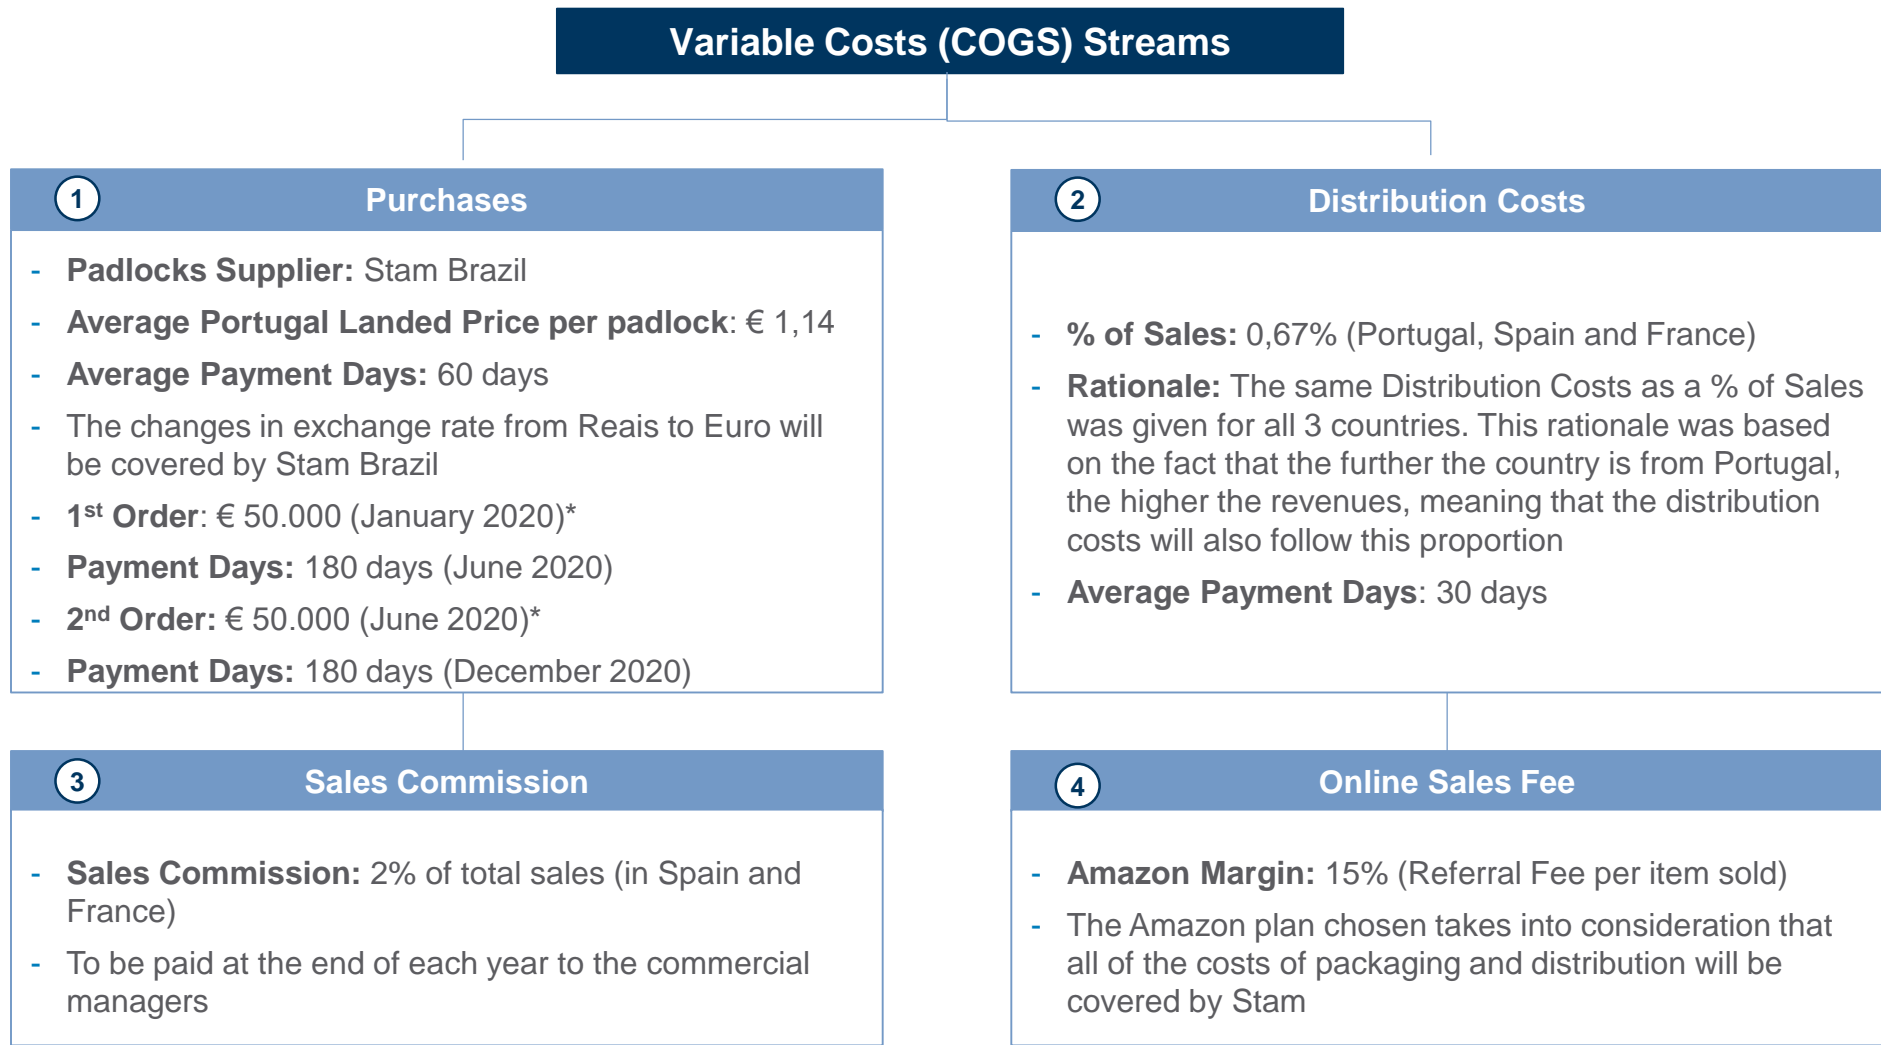 Variable Costs (COGS) Streams
1
Purchases
- Padlocks Supplier: Stam Brazil
- Average Portugal Landed Price per padlock: € 1,14
- Average Payment Days: 60 days
- The changes in exchange rate from Reais to Euro will
be covered by Stam Brazil
- 1st Order: € 50.000 (January 2020)*
- Payment Days: 180 days (June 2020)
- 2nd Order: € 50.000 (June 2020)*
- Payment Days: 180 days (December 2020)
2
Distribution Costs
- % of Sales: 0,67% (Portugal, Spain and France)
- Rationale: The same Distribution Costs as a % of Sales
was given for all 3 countries. This rationale was based
on the fact that the further the country is from Portugal,
the higher the revenues, meaning that the distribution
costs will also follow this proportion
- Average Payment Days: 30 days
3
Sales Commission
- Sales Commission: 2% of total sales (in Spain and
France)
- To be paid at the end of each year to the commercial
managers
4
Online Sales Fee
- Amazon Margin: 15% (Referral Fee per item sold)
- The Amazon plan chosen takes into consideration that
all of the costs of packaging and distribution will be
covered by Stam